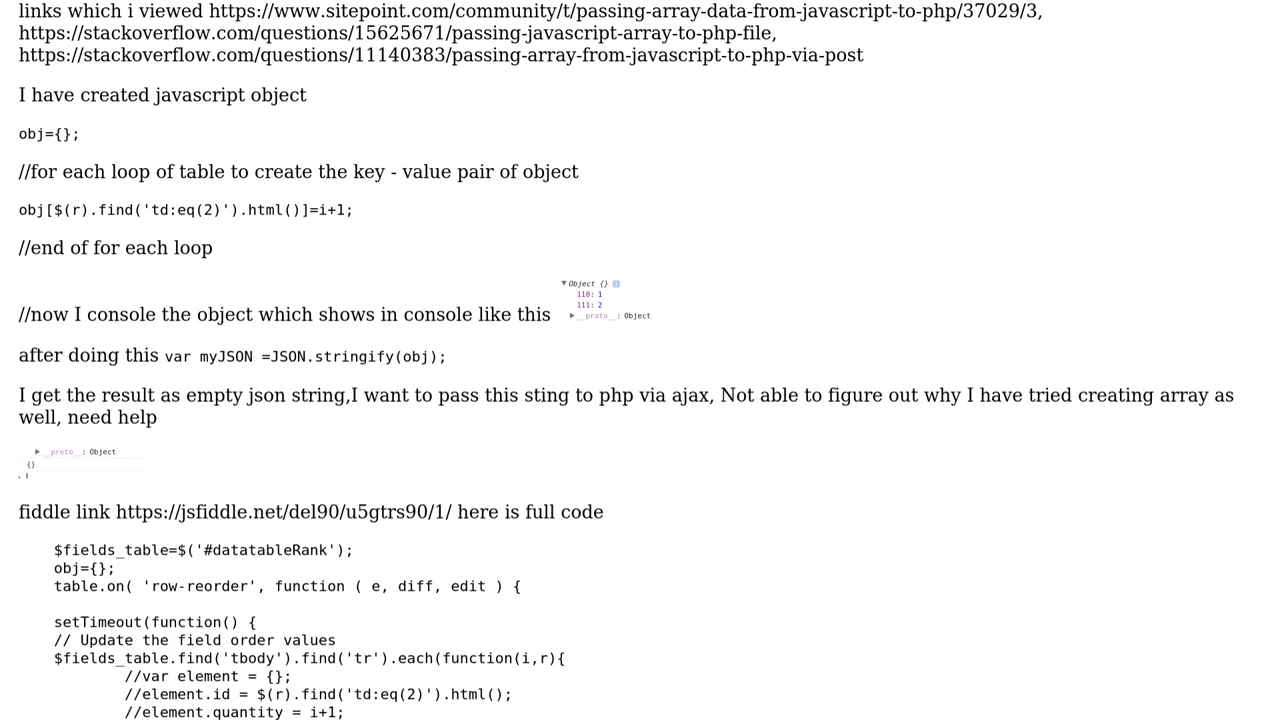 links which i viewed https://www.sitepoint.com/community/t/passing-array-data-from-javascript-to-php/37029/3,
https://stackoverflow.com/questions/15625671/passing-javascript-array-to-php-file,
https://stackoverflow.com/questions/11140383/passing-array-from-javascript-to-php-via-post
I have created javascript object
obj={};
//for each loop of table to create the key - value pair of object
obj[$(r).find('td:eq(2)').html()]=i+1;
//end of for each loop
▼Object {}
110: 1
111: 2
//now I console the object which shows in console like this ▶__proto__: Object
after doing this var myJSON =JSON.stringify(obj);
I get the result as empty json string,I want to pass this sting to php via ajax, Not able to figure out why I have tried creating array as
well, need help
▶__proto__: Object
{}
fiddle link https://jsfiddle.net/del90/u5gtrs90/1/ here is full code
$fields_table=$('#datatableRank');
obj={};
table.on( 'row-reorder', function ( e, diff, edit ) {
setTimeout(function() {
// Update the field order values
$fields_table.find('tbody').find('tr').each(function(i,r){
//var element = {};
//element.id = $(r).find('td:eq(2)').html();
//element.quantity = i+1;